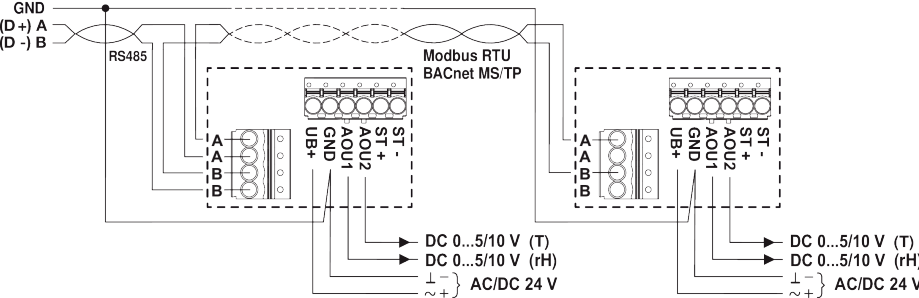 GND
(D +) A
(D -) B
RS485
Modbus RTU
BACnet MS/TP
A
A
B
B
UB+
GND
AOU1
AOU2
ST +
ST -
DC 0...5/10 V (T)
DC 0...5/10 V (rH)
⊥ -
~ +
AC/DC 24 V
A
A
B
B
UB+
GND
AOU1
AOU2
ST +
ST -
DC 0...5/10 V (T)
DC 0...5/10 V (rH)
⊥ -
~ +
AC/DC 24 V